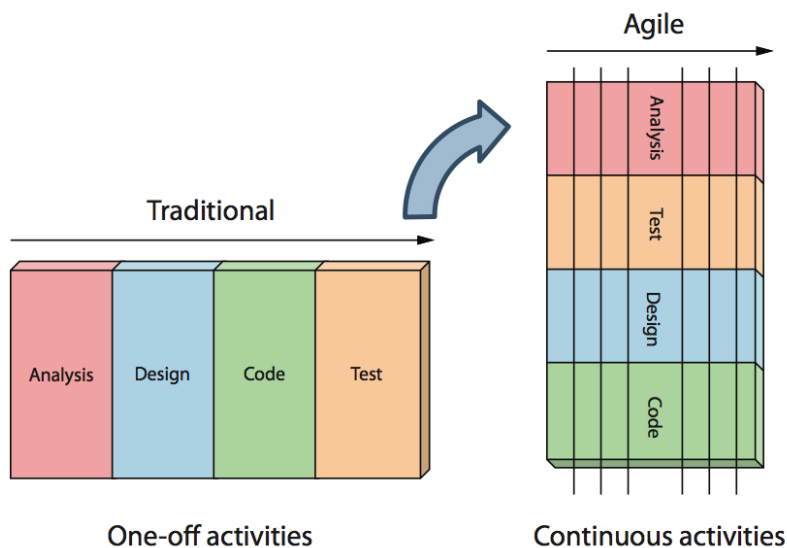 Agile
Traditional
Analysis
Design
Code
Test
Analysis
Test
Design
Code
One-off activities
Continuous activities